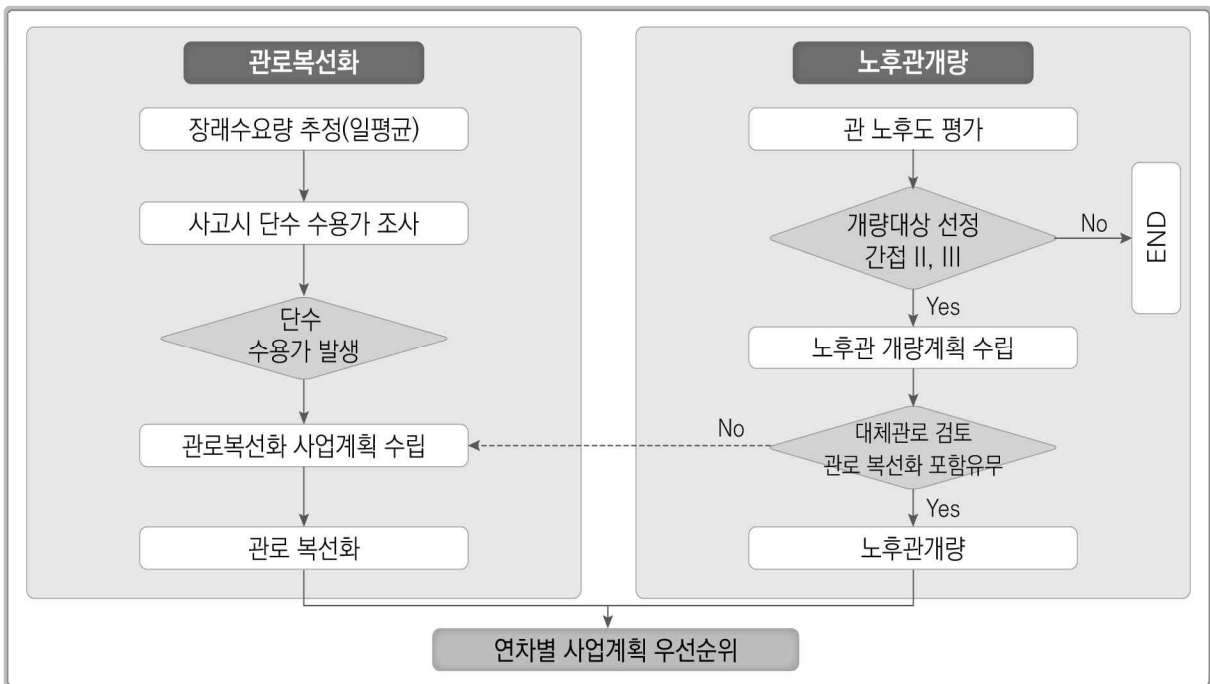 관로복선화
장래수요량 추정(일평균)
사고시 단수 수용가 조사
단수
수용가 발생
관로복선화 사업계획 수립
관로 복선화
노후관개량
관 노후도 평가
개량대상 선정
간접 II, III
No
END
Yes
노후관 개량계획 수립
대체관로 검토
관로 복선화 포함유무
No
Yes
노후관개량
연차별 사업계획 우선순위